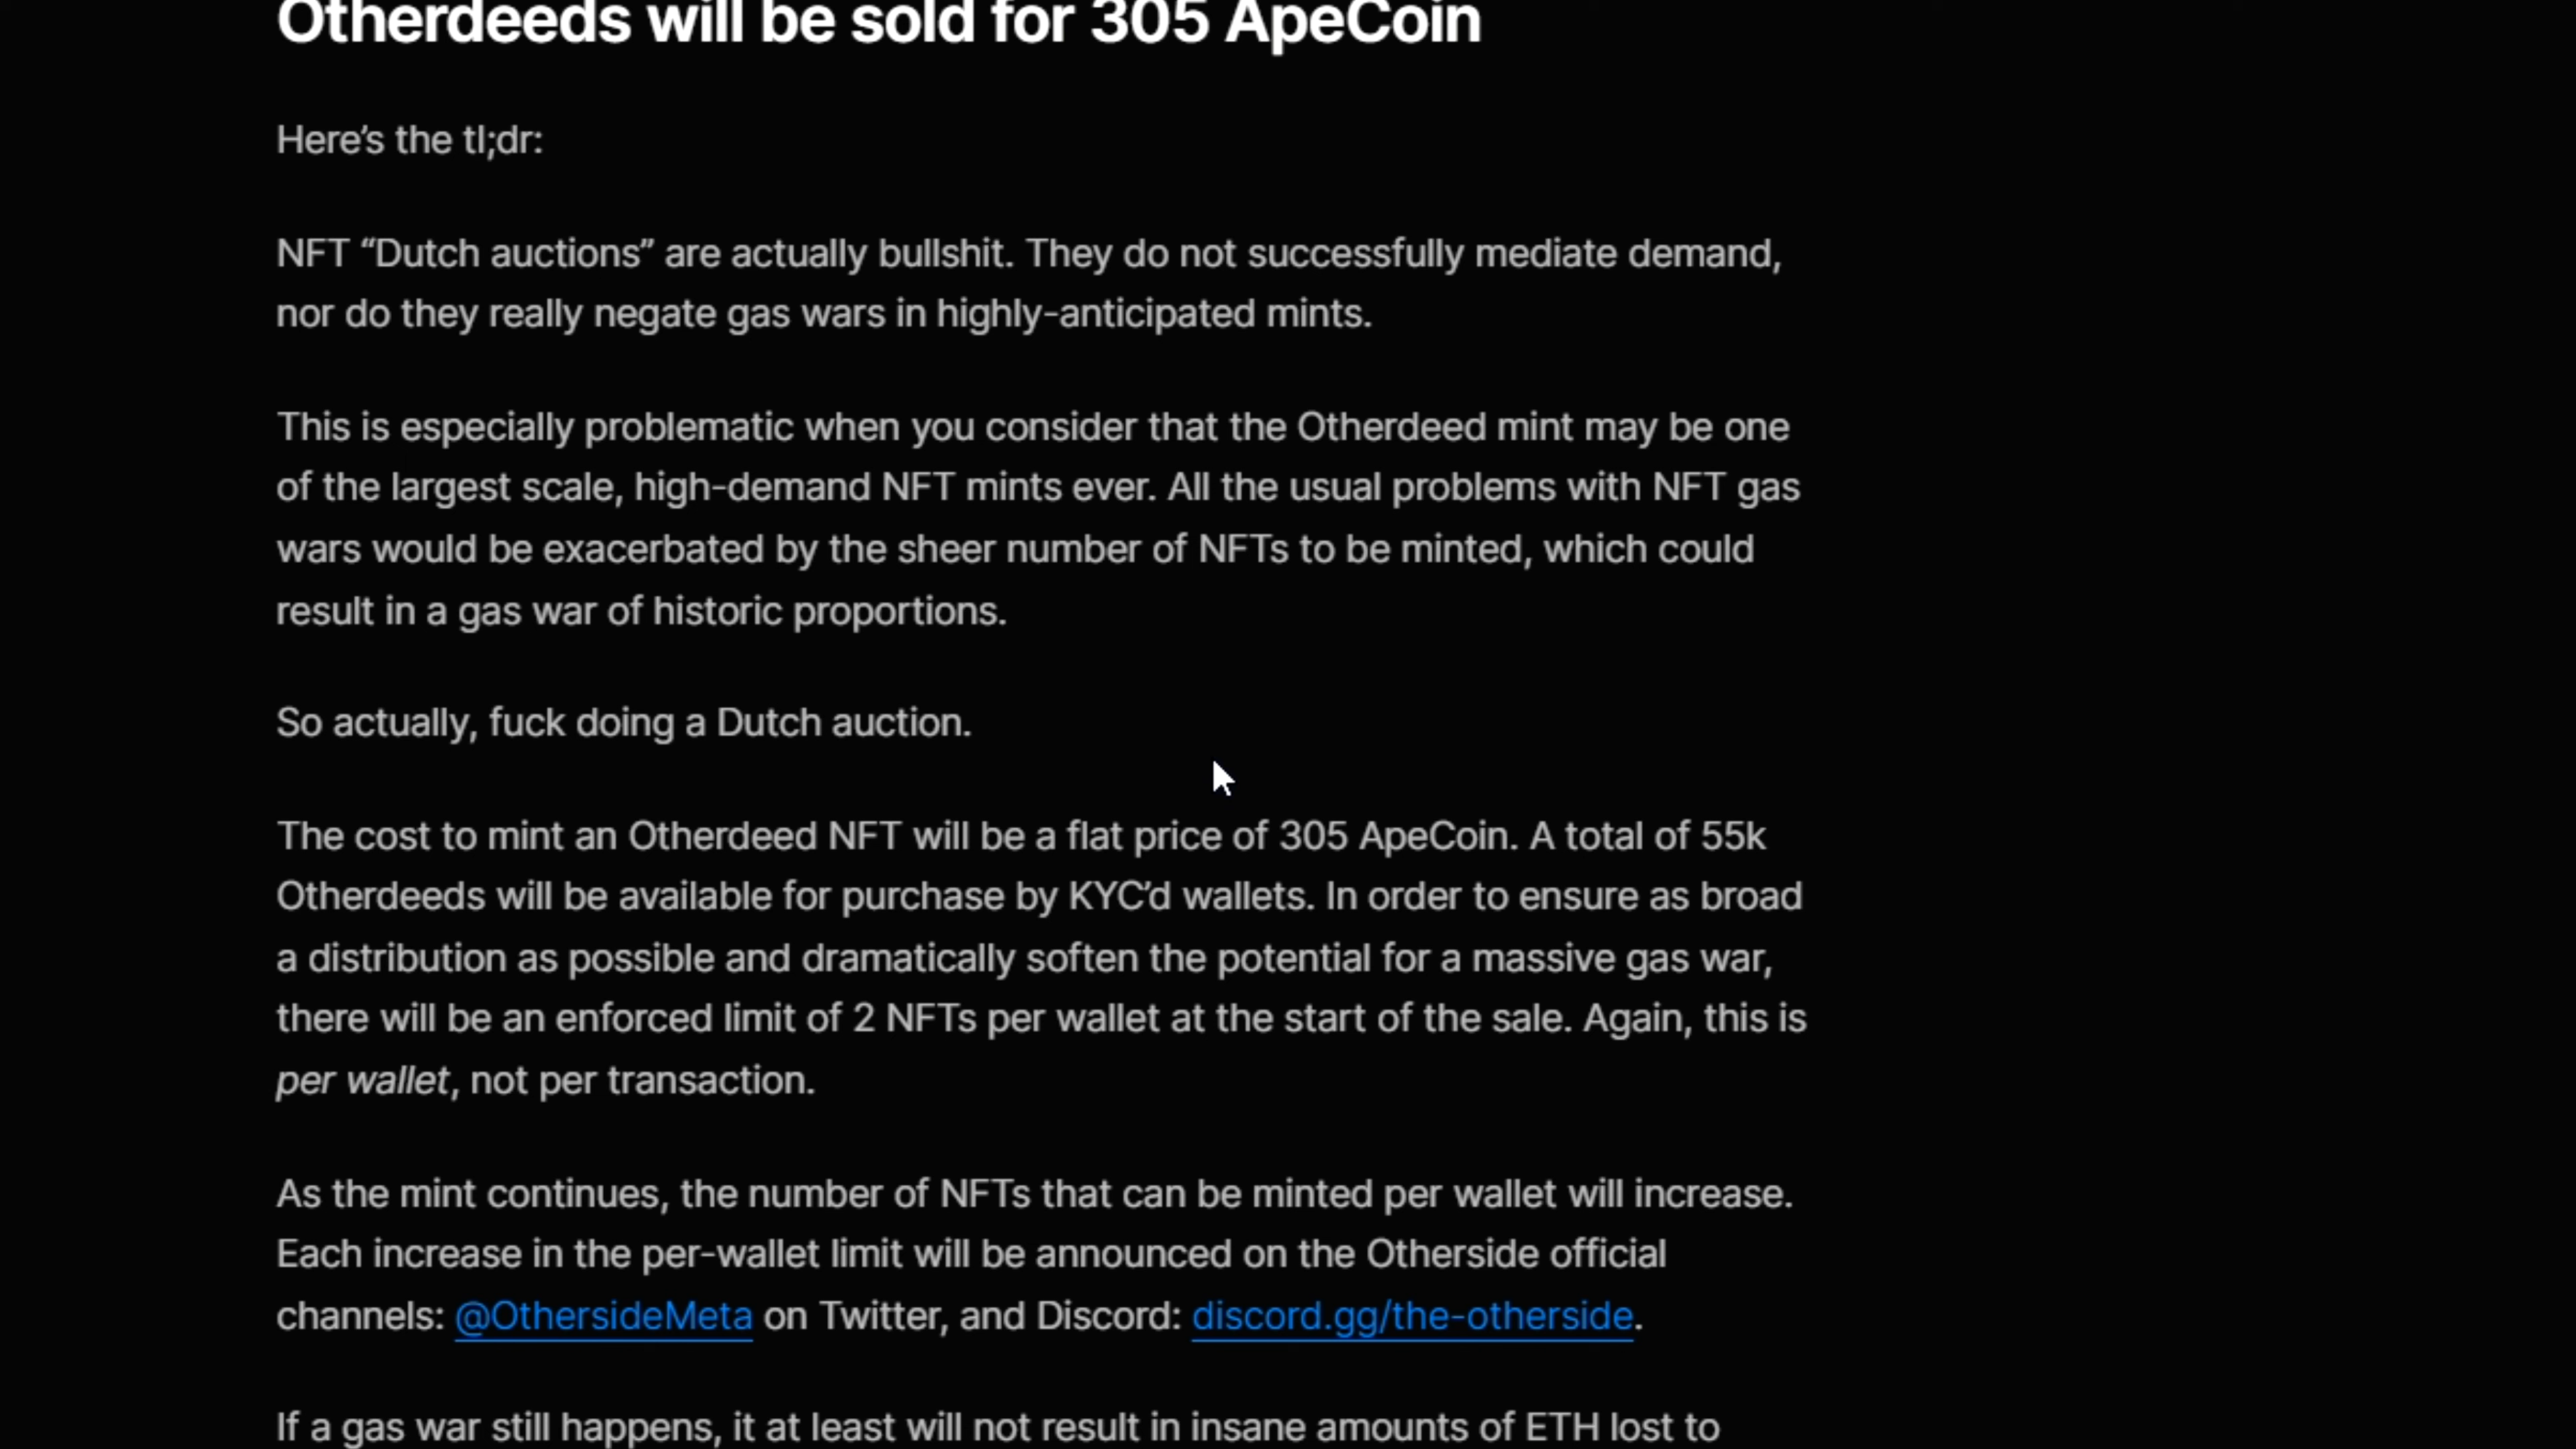 Otherdeeds will be sold for 305 ApeCoin
Here’s the tl;dr:
NFT “Dutch auctions” are actually bullshit. They do not successfully mediate demand,
nor do they really negate gas wars in highly-anticipated mints.
This is especially problematic when you consider that the Otherdeed mint may be one
of the largest scale, high-demand NFT mints ever. All the usual problems with NFT gas
wars would be exacerbated by the sheer number of NFTs to be minted, which could
result in a gas war of historic proportions.
So actually, fuck doing a Dutch auction.
The cost to mint an Otherdeed NFT will be a flat price of 305 ApeCoin. A total of 55k
Otherdeeds will be available for purchase by KYC’d wallets. In order to ensure as broad
a distribution as possible and dramatically soften the potential for a massive gas war,
there will be an enforced limit of 2 NFTs per wallet at the start of the sale. Again, this is
per wallet, not per transaction.
As the mint continues, the number of NFTs that can be minted per wallet will increase.
Each increase in the per-wallet limit will be announced on the Otherside official
channels: @OthersideMeta on Twitter, and Discord: discord.gg/the-otherside.
If a gas war still happens, it at least will not result in insane amounts of ETH lost to